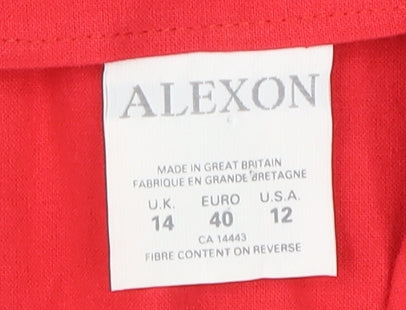 ALEXON
MADE IN GREAT BRITAIN
FABRIQUE EN GRANDE BRETAGNE
U.K. EURO U.S.A.
14 40 12
CA 14443
FIBRE CONTENT ON REVERSE